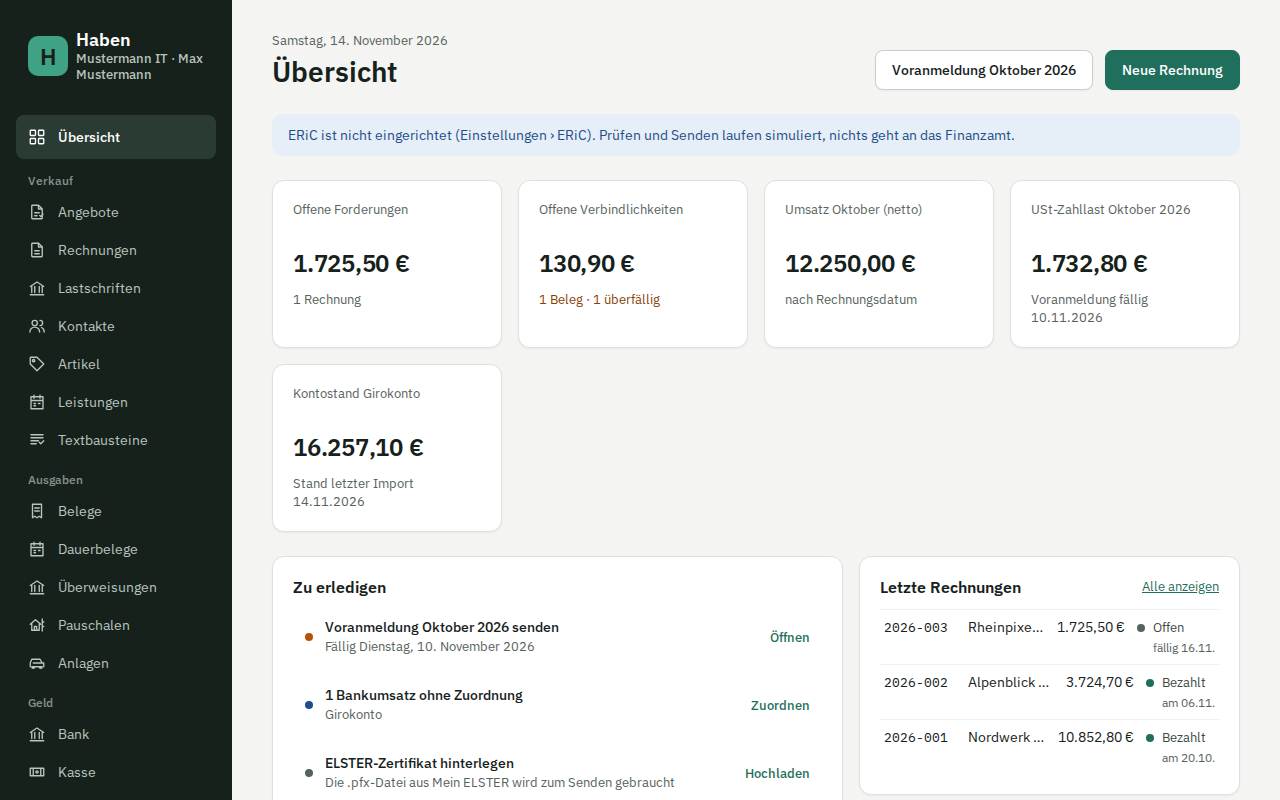 H
Haben
Mustermann IT · Max
Mustermann
Übersicht
Verkauf
Angebote
Rechnungen
Lastschriften
Kontakte
Artikel
Leistungen
Textbausteine
Ausgaben
Belege
Dauerbelege
Überweisungen
Pauschalen
Anlagen
Geld
Bank
Kasse
Samstag, 14. November 2026
Übersicht
Voranmeldung Oktober 2026
Neue Rechnung
ERiC ist nicht eingerichtet (Einstellungen › ERiC). Prüfen und Senden laufen simuliert, nichts geht an das Finanzamt.
Offene Forderungen
1.725,50 €
1 Rechnung
Offene Verbindlichkeiten
130,90 €
1 Beleg · 1 überfällig
Umsatz Oktober (netto)
12.250,00 €
nach Rechnungsdatum
USt-Zahllast Oktober 2026
1.732,80 €
Voranmeldung fällig
10.11.2026
Kontostand Girokonto
16.257,10 €
Stand letzter Import
14.11.2026
Zu erledigen
Voranmeldung Oktober 2026 senden
Fällig Dienstag, 10. November 2026
Öffnen
1 Bankumsatz ohne Zuordnung
Girokonto
Zuordnen
ELSTER-Zertifikat hinterlegen
Die .pfx-Datei aus Mein ELSTER wird zum Senden gebraucht
Hochladen
Letzte Rechnungen
Alle anzeigen
2026-003 Rheinpixe... 1.725,50 € Offen
fällig 16.11.
2026-002 Alpenblick ... 3.724,70 € Bezahlt
am 06.11.
2026-001 Nordwerk ... 10.852,80 € Bezahlt
am 20.10.